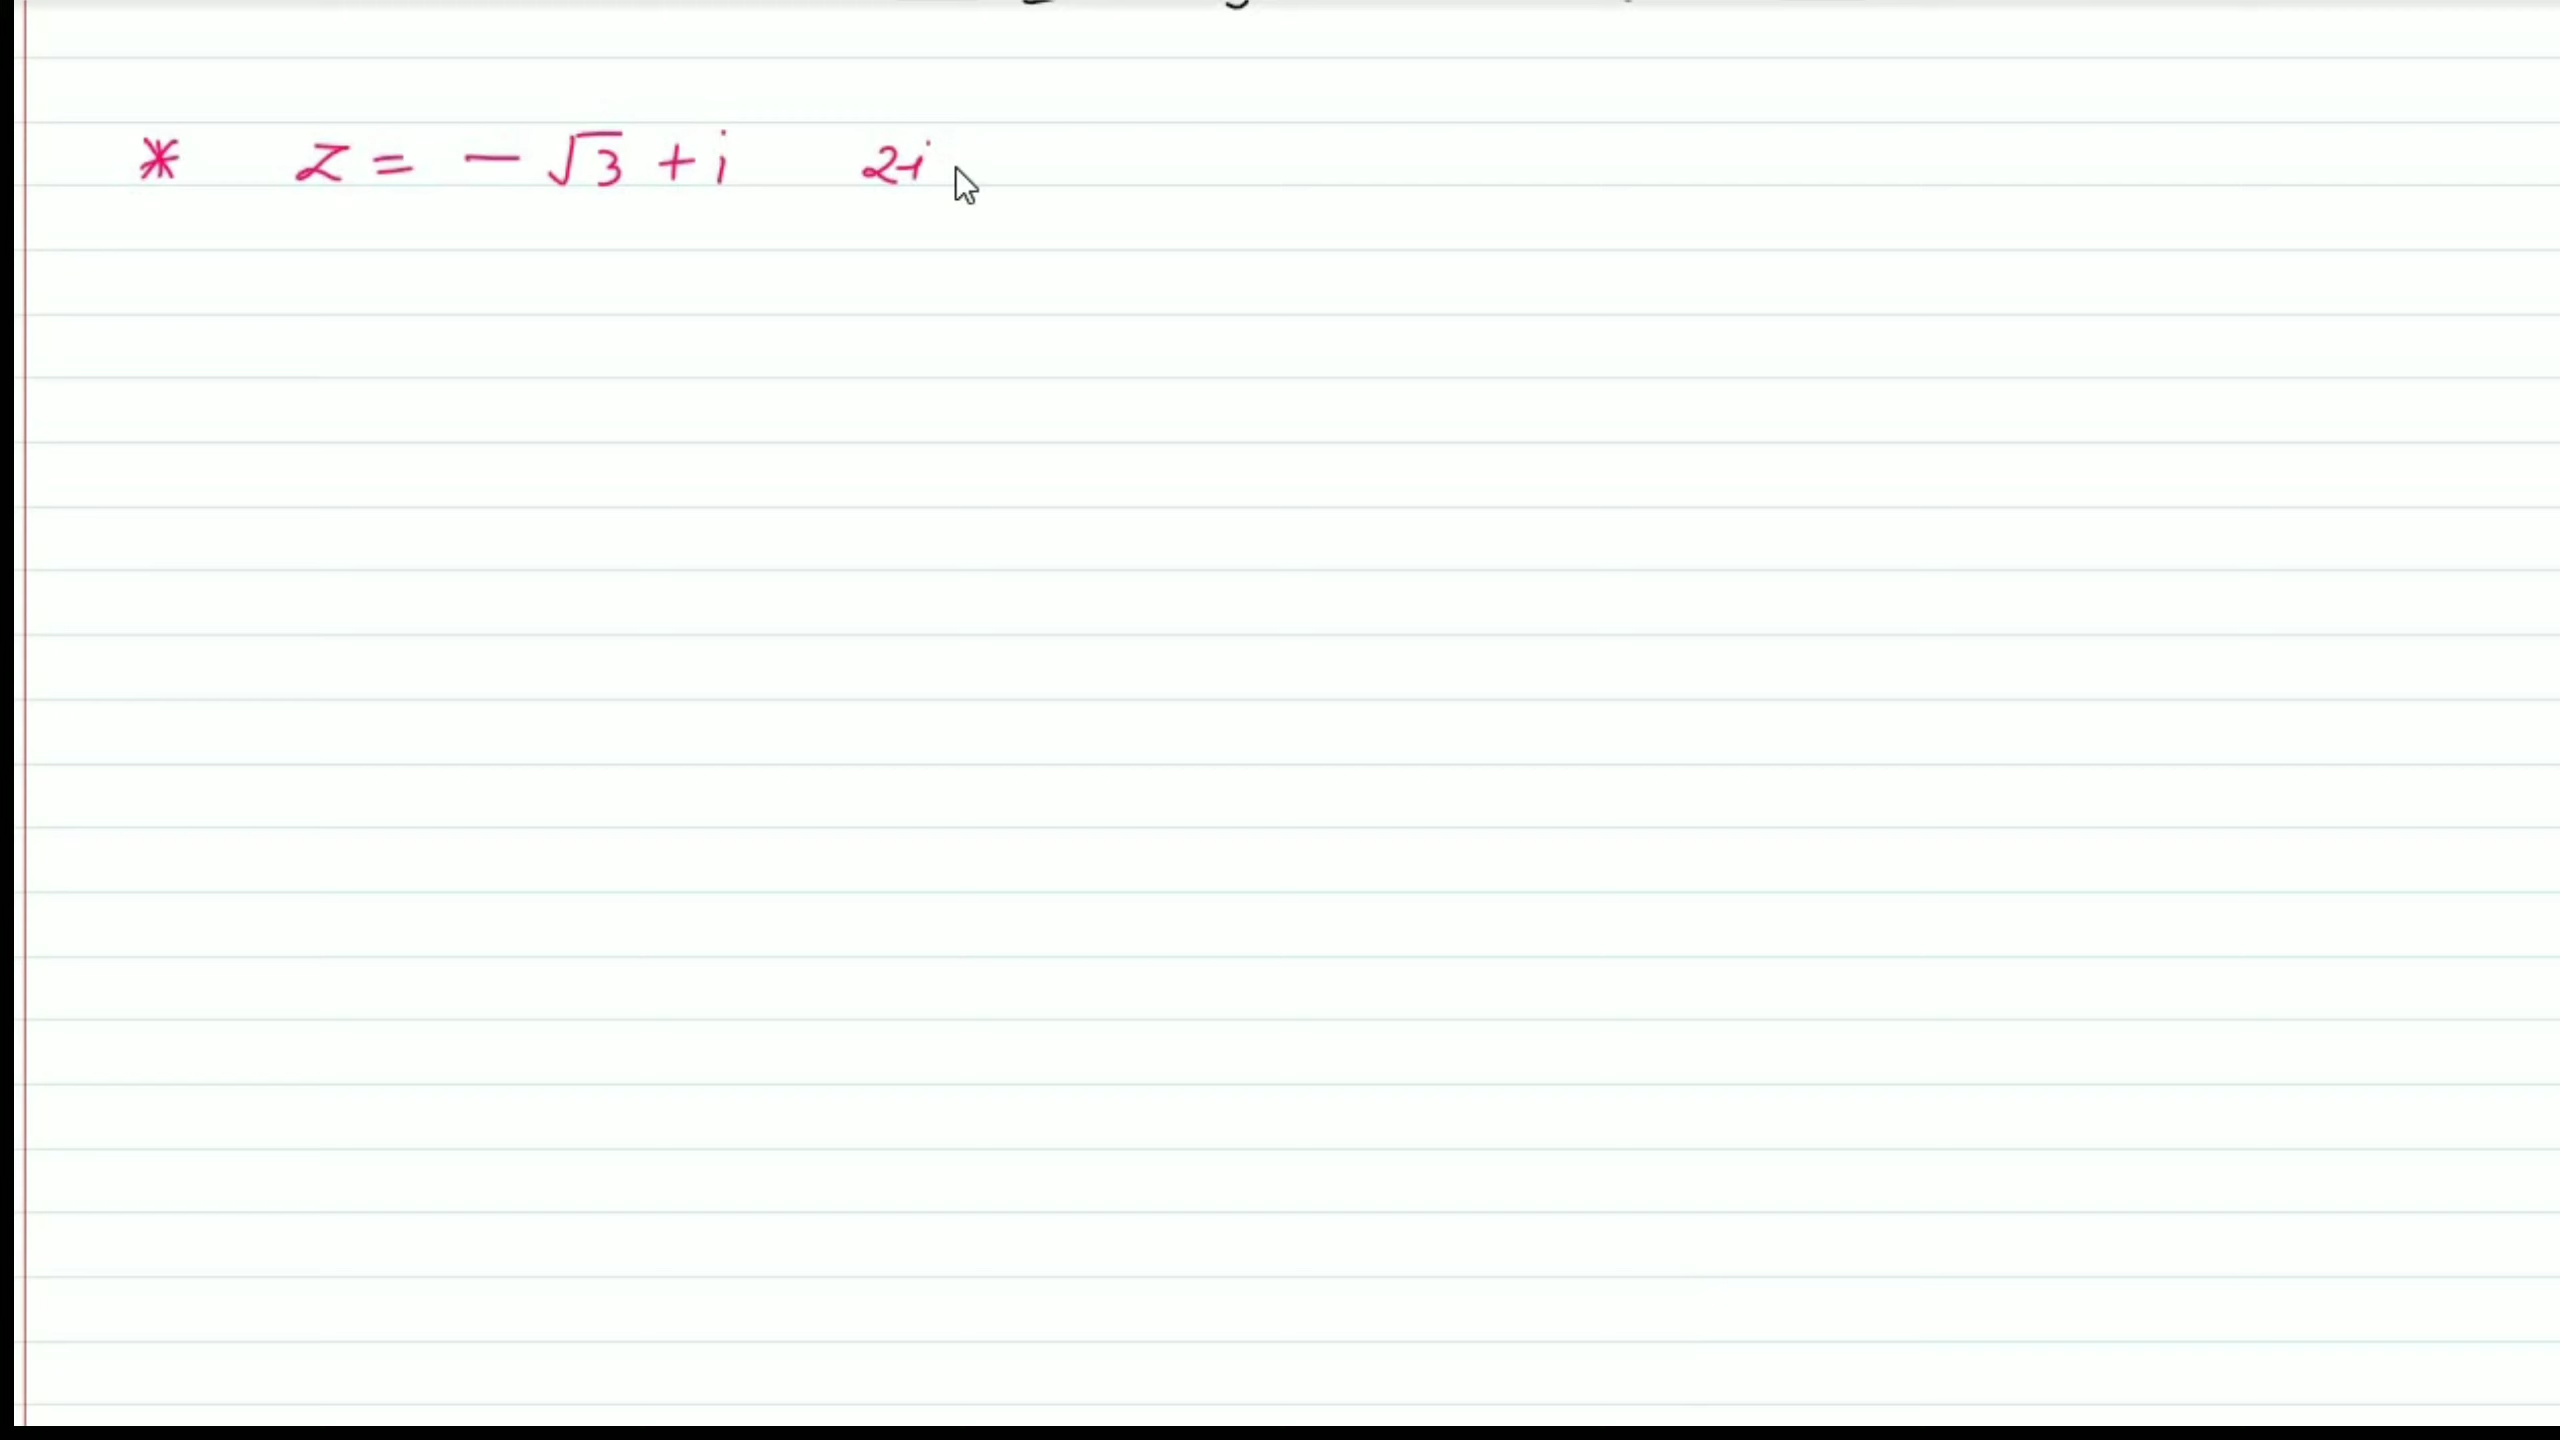 * z = - √3 + i 2i